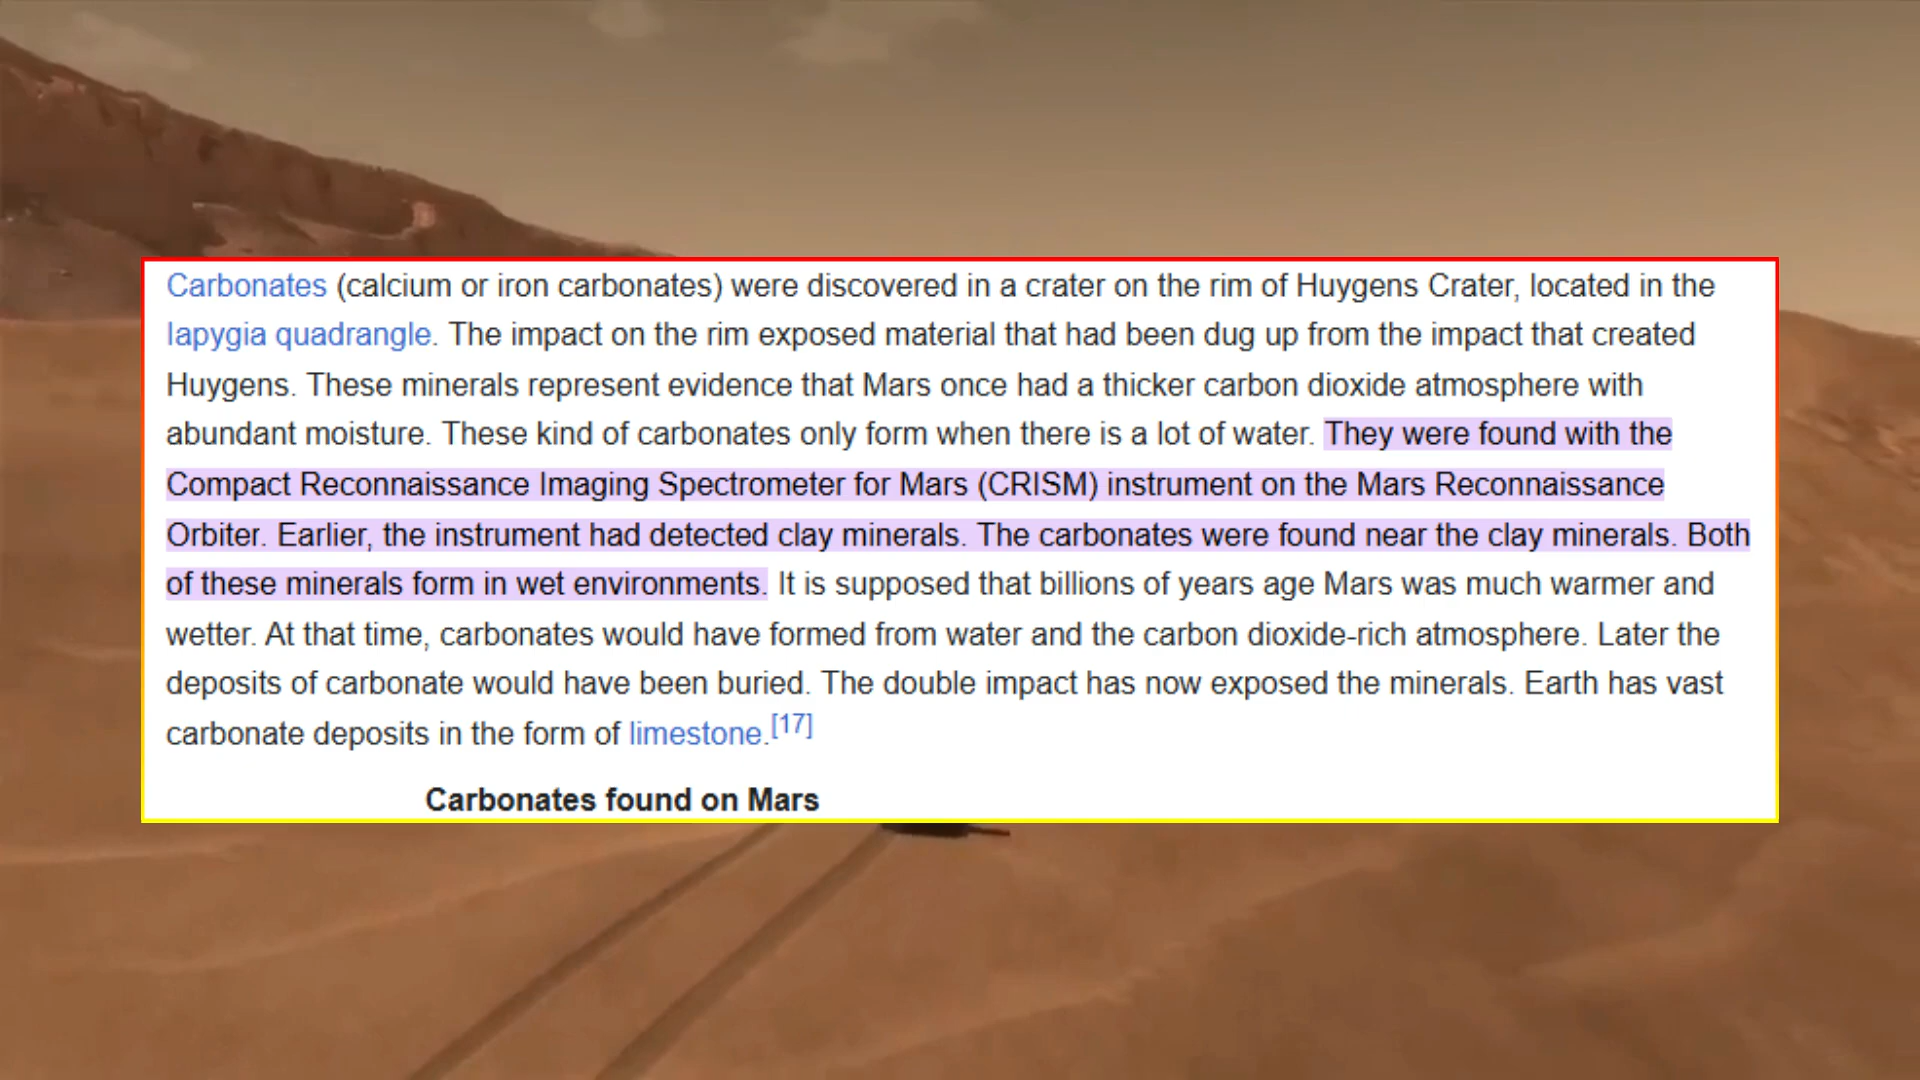 Carbonates (calcium or iron carbonates) were discovered in a crater on the rim of Huygens Crater, located in the
Iapygia quadrangle. The impact on the rim exposed material that had been dug up from the impact that created
Huygens. These minerals represent evidence that Mars once had a thicker carbon dioxide atmosphere with
abundant moisture. These kind of carbonates only form when there is a lot of water. They were found with the
Compact Reconnaissance Imaging Spectrometer for Mars (CRISM) instrument on the Mars Reconnaissance
Orbiter. Earlier, the instrument had detected clay minerals. The carbonates were found near the clay minerals. Both
of these minerals form in wet environments. It is supposed that billions of years age Mars was much warmer and
wetter. At that time, carbonates would have formed from water and the carbon dioxide-rich atmosphere. Later the
deposits of carbonate would have been buried. The double impact has now exposed the minerals. Earth has vast
carbonate deposits in the form of limestone.[17]
Carbonates found on Mars